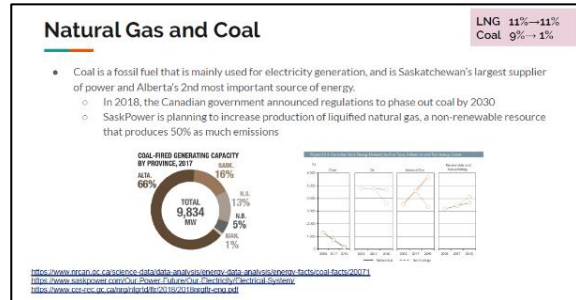 Natural Gas and Coal
LNG 11%→11%
Coal 9%→ 1%
● Coal is a fossil fuel that is mainly used for electricity generation, and is Saskatchewan's largest supplier
of power and Alberta's 2nd most important source of energy.
○ In 2018, the Canadian government announced regulations to phase out coal by 2030
○ SaskPower is planning to increase production of liquified natural gas, a non-renewable resource
that produces 50% as much emissions
COAL-FIRED GENERATING CAPACITY
BY PROVINCE, 2017
ALTA.
66%
SASK.
16%
N.S.
13%
N.B.
5%
MAN.
1%
TOTAL
9,834
MW
https://www.nrcan.gc.ca/science-data/data-analysis/energy-data-analysis/energy-facts/coal-facts/20071
https://www.saskpower.com/Our-Power-Future/Our-Electricity/Electrical-System/